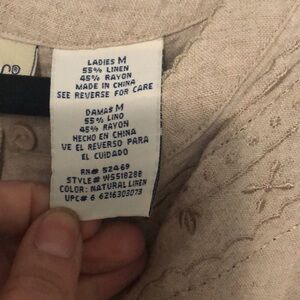 LADIES M
55% LINEN
45% RAYON
MADE IN CHINA
SEE REVERSE FOR CARE
DAMAS M
55% LINO
45% RAYON
HECHO EN CHINA
VE EL REVERSO PARA
EL CUIDADO
RN# 52469
STYLE# WS518288
COLOR: NATURAL LINEN
UPC# 6 6216303073